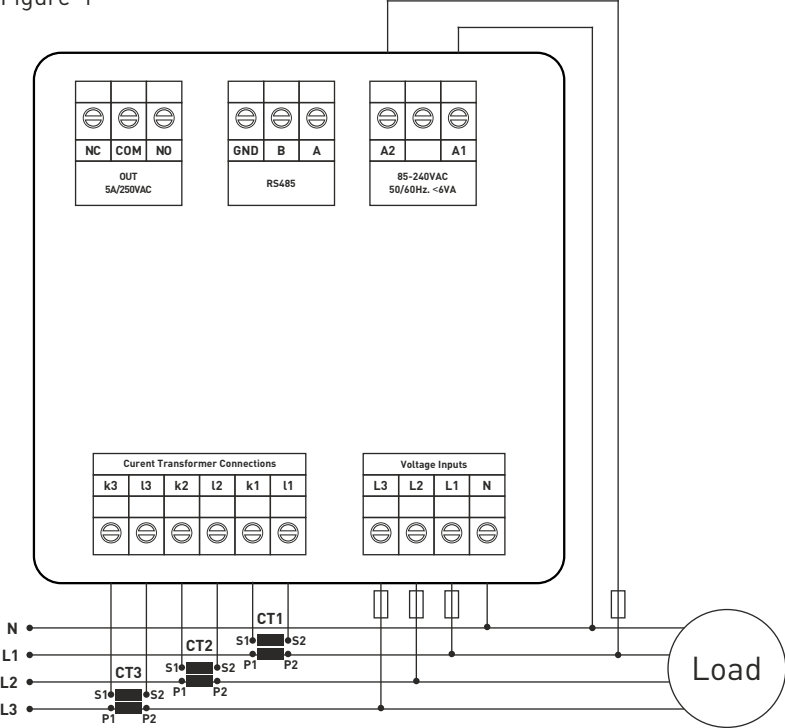 Figure 1
NC COM NO
OUT
5A/250VAC
GND B A
RS485
A2 A1
85-240VAC
50/60Hz. <6VA
Curent Transformer Connections
k3 l3 k2 l2 k1 l1
Voltage Inputs
L3 L2 L1 N
N
CT1
S1 S2
L1
P1 P2
CT2
S1 S2
L2
P1 P2
CT3
S1 S2
L3
P1 P2
Load